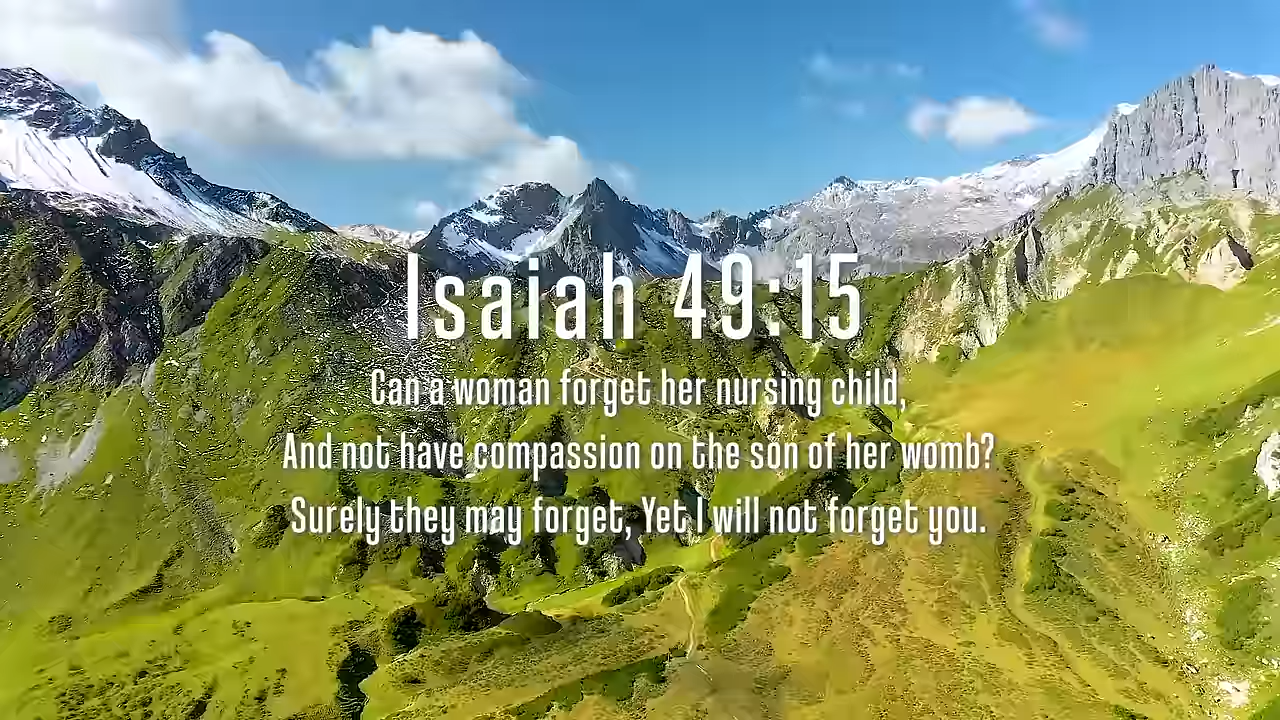 Isaiah 49:15
Can a woman forget her nursing child,
And not have compassion on the son of her womb?
Surely they may forget, Yet I will not forget you.